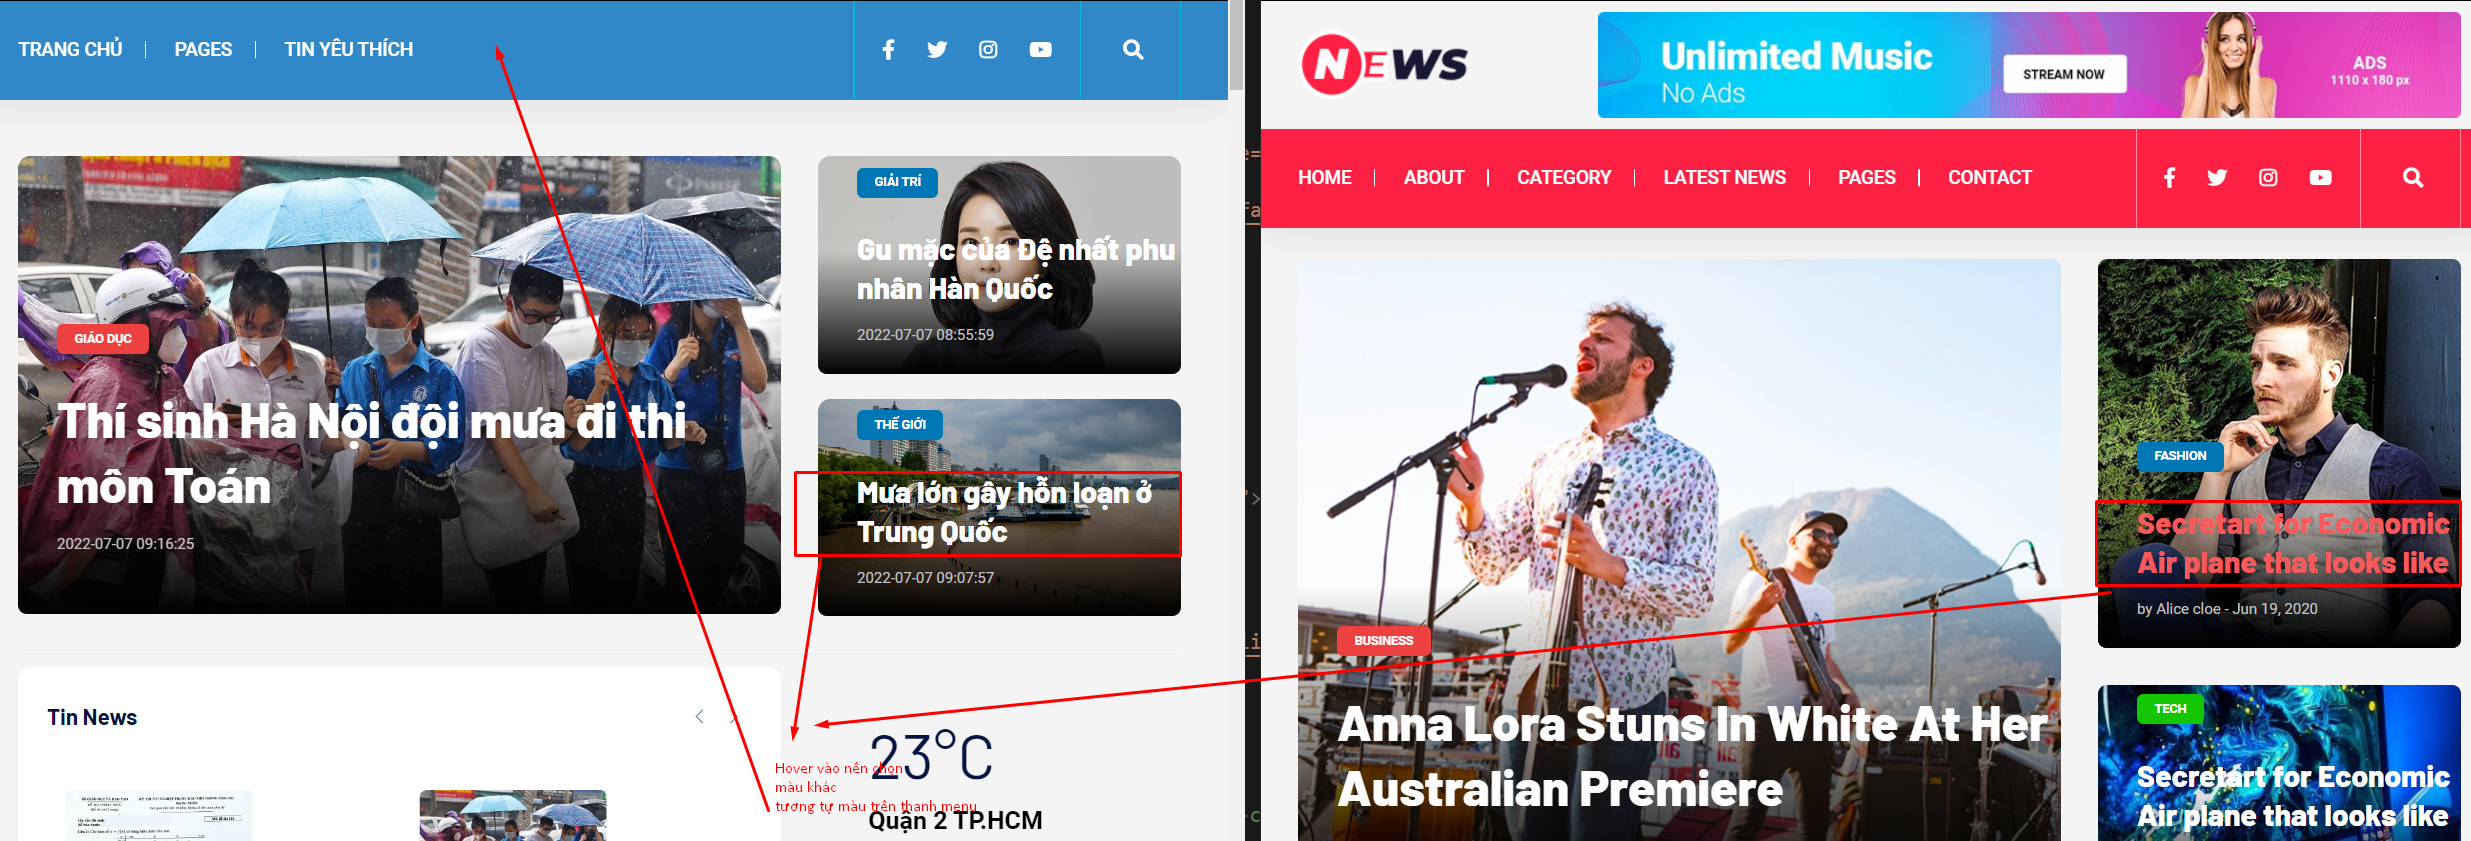 TRANG CHỦ
PAGES
TIN YÊU THÍCH
GIÁO DỤC
Thí sinh Hà Nội đội mưa đi thi
môn Toán
2022-07-07 09:16:25
GIẢI TRÍ
Gu mặc của Đệ nhất phu
nhân Hàn Quốc
2022-07-07 08:55:59
THẾ GIỚI
Mưa lớn gây hỗn loạn ở
Trung Quốc
2022-07-07 09:07:57
Tin News
23°C
Hover vào nên chọn
màu khác
tương tự màu trên thanh menu
Quận 2 TP.HCM
NEWS
Unlimited Music
No Ads
STREAM NOW
ADS
1110 x 180 px
HOME
ABOUT
CATEGORY
LATEST NEWS
PAGES
CONTACT
BUSINESS
Anna Lora Stuns In White At Her
Australian Premiere
FASHION
Secretart for Economic
Air plane that looks like
by Alice cloe - Jun 19, 2020
TECH
Secretart for Economic
Air plane that looks like